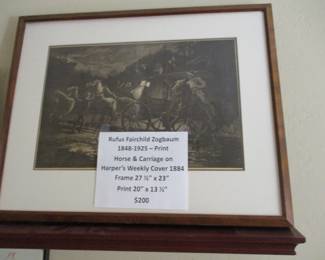 Rufus Fairchild Zogbaum
1848-1925 – Print
Horse & Carriage on
Harper's Weekly Cover 1884
Frame 27 ½" x 23"
Print 20" x 13 ½"
$200